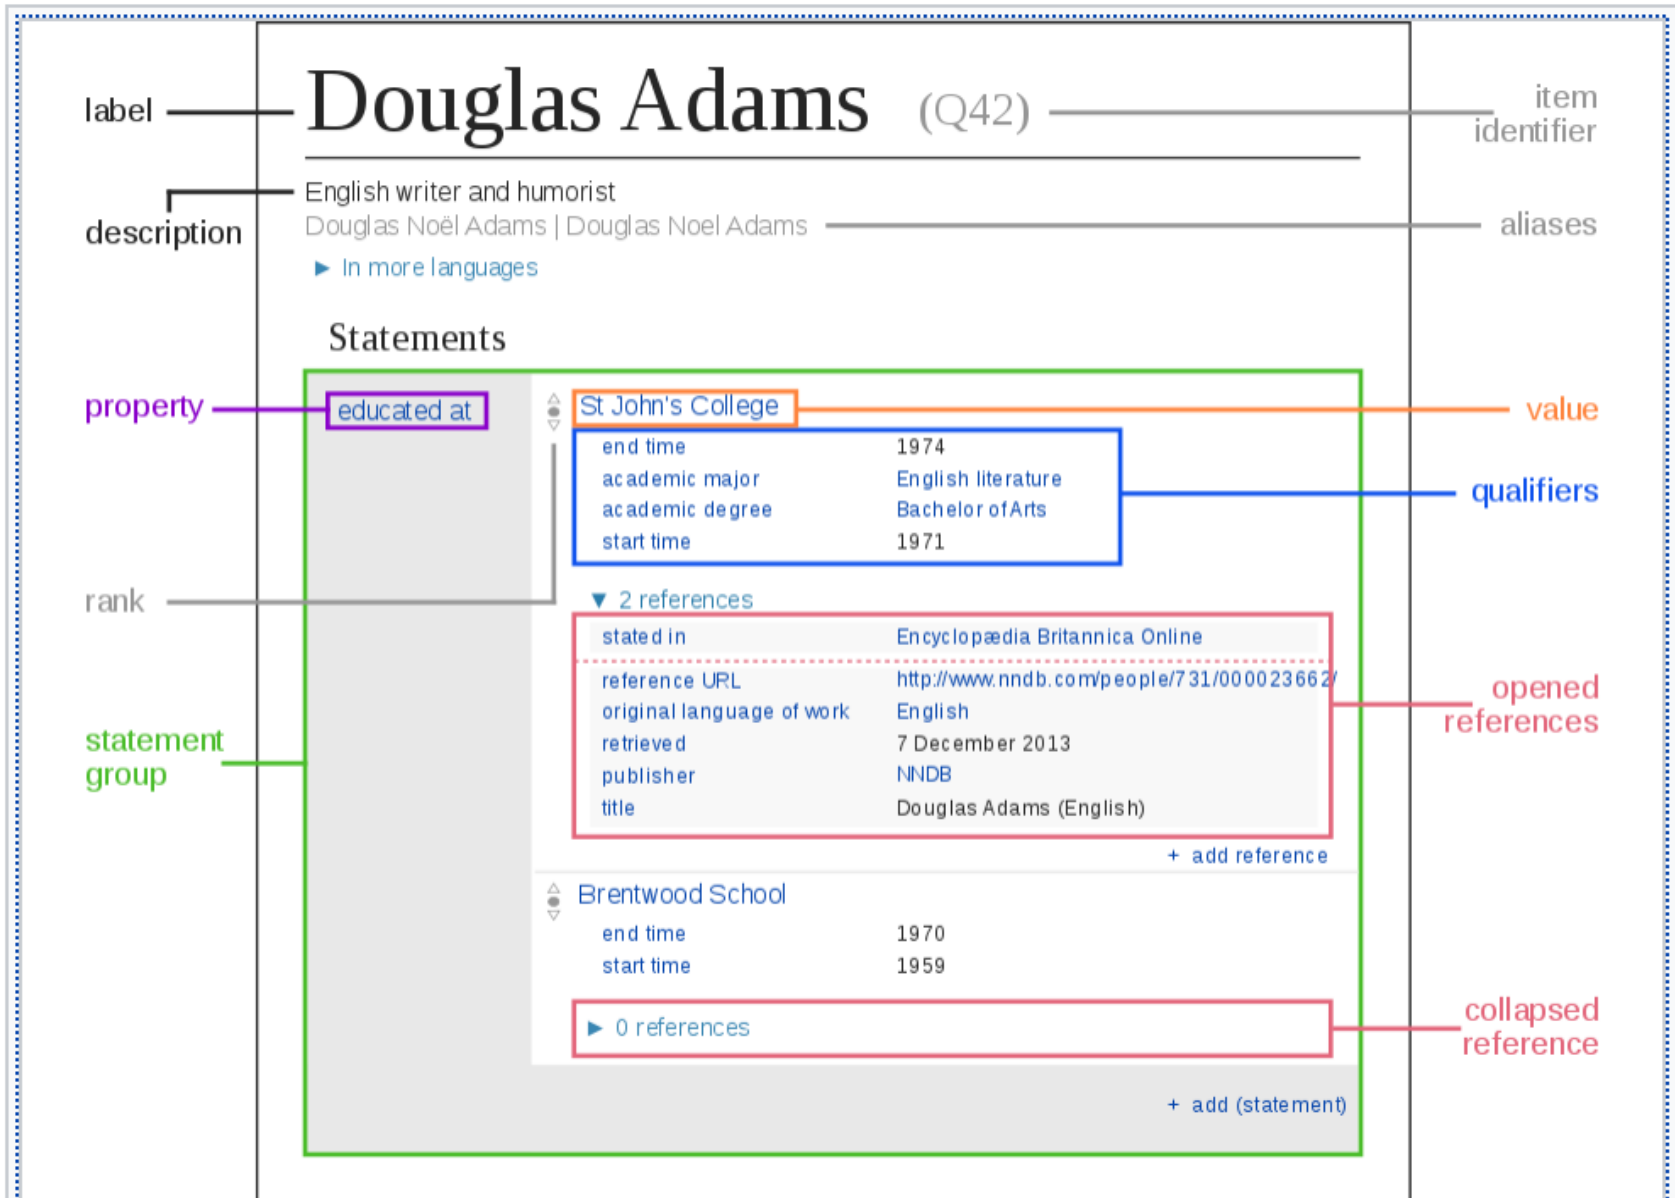 label
Douglas Adams (Q42)
item
identifier
description
English writer and humorist
Douglas Noël Adams | Douglas Noel Adams
aliases
► In more languages
Statements
property
educated at
St John's College
value
end time 1974
academic major English literature
academic degree Bachelor of Arts
start time 1971
qualifiers
rank
▼ 2 references
stated in Encyclopædia Britannica Online
reference URL http://www.nndb.com/people/731/000023662/
original language of work English
retrieved 7 December 2013
publisher NNDB
title Douglas Adams (English)
opened
references
statement
group
+ add reference
Brentwood School
end time 1970
start time 1959
► 0 references
collapsed
reference
+ add (statement)